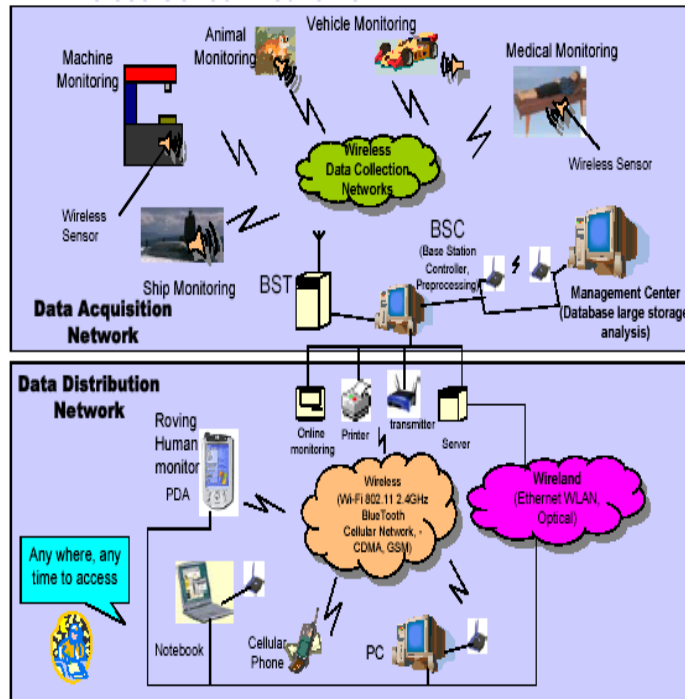 Vehicle Monitoring
Animal
Monitoring
Machine
Monitoring
Medical Monitoring
Wireless
Data Collection
Networks
Wireless Sensor
Wireless
Sensor
Ship Monitoring
BST
BSC
(Base Station
Controller,
Preprocessing)
Management Center
(Database large storage,
analysis)
Data Acquisition
Network
Data Distribution
Network
Roving
Human
monitor
PDA
Online
monitoring
Printer
transmitter
Server
Wireless
(Wi-Fi 802.11 2.4GHz
BlueTooth
Cellular Network, -
CDMA, GSM)
Wireland
(Ethernet WLAN,
Optical)
Any where, any
time to access
Notebook
Cellular
Phone
PC